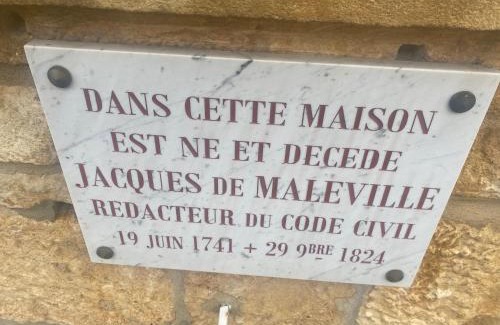 DANS CETTE MAISON
EST NE ET DECEDE
JACQUES DE MALEVILLE
REDACTEUR DU CODE CIVIL
19 JUIN 1741 + 29 9BRE 1824